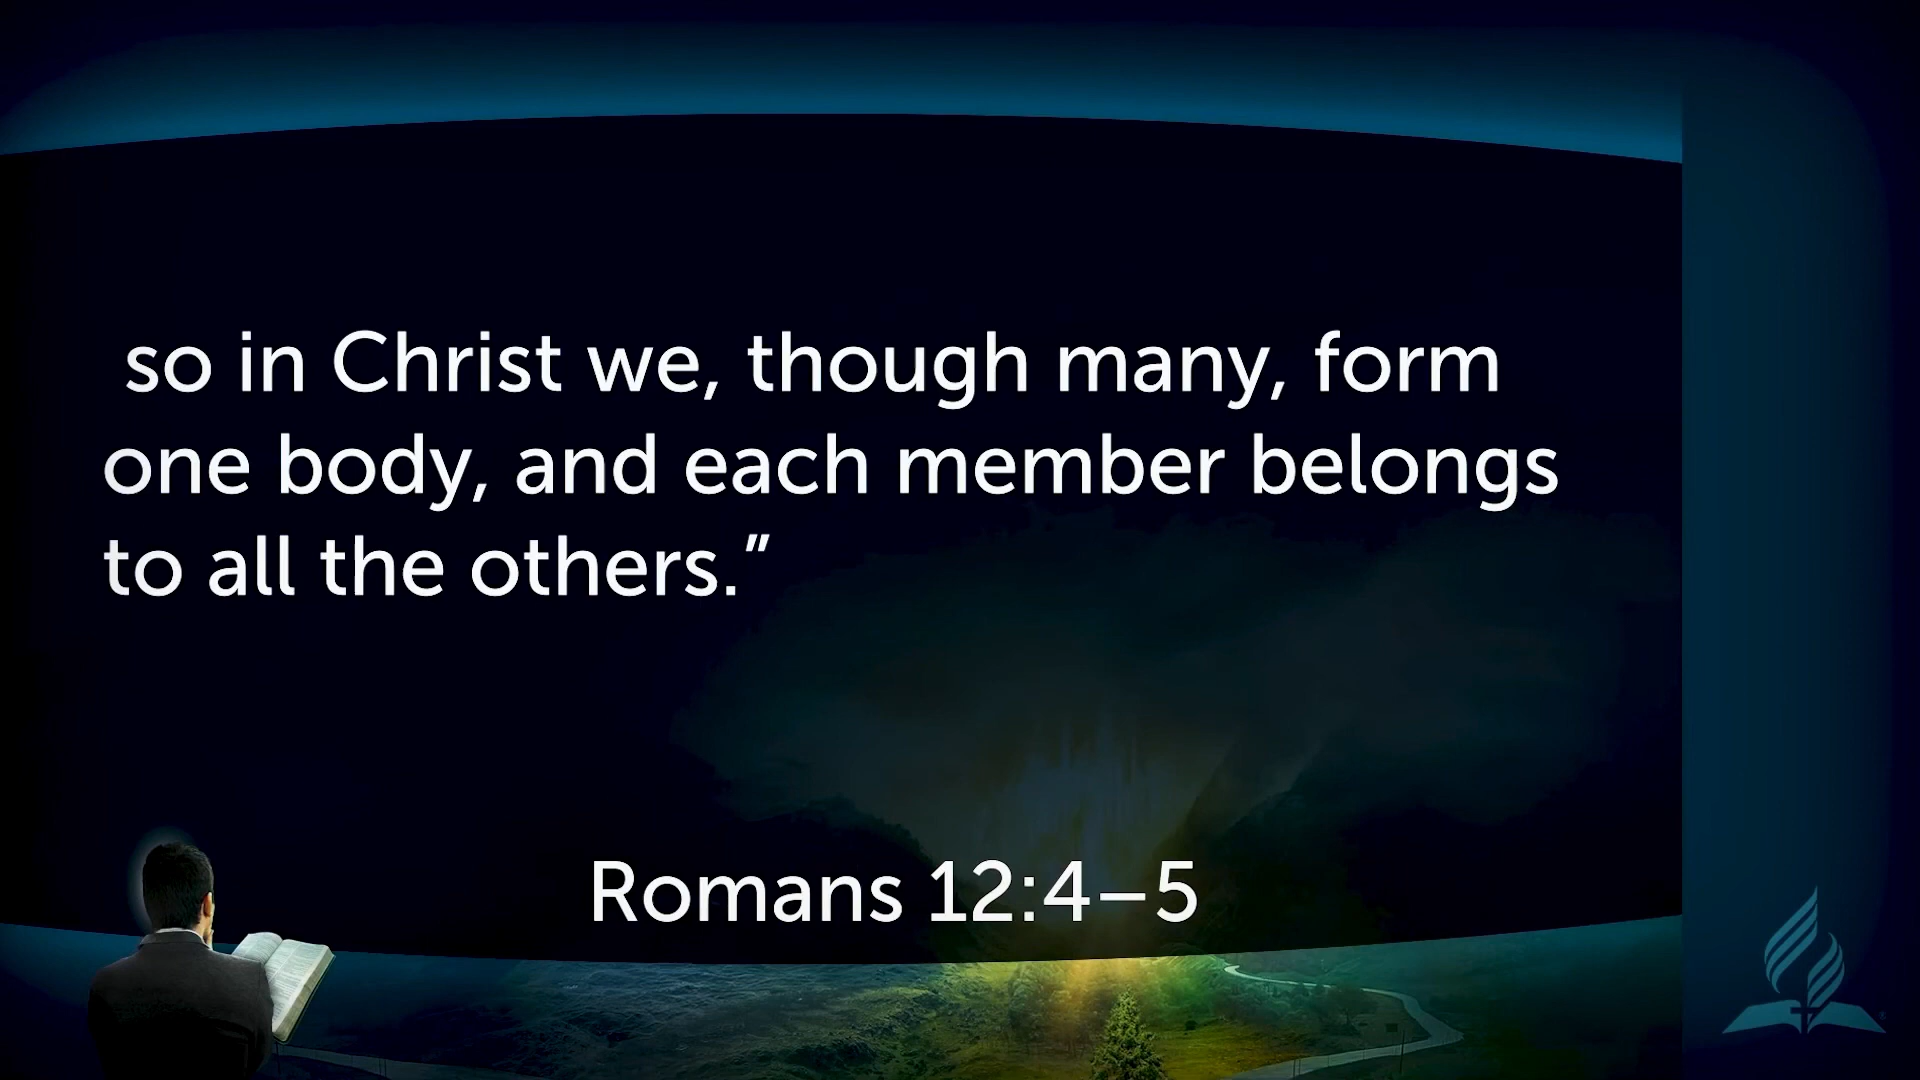 so in Christ we, though many, form
one body, and each member belongs
to all the others.”
Romans 12:4–5